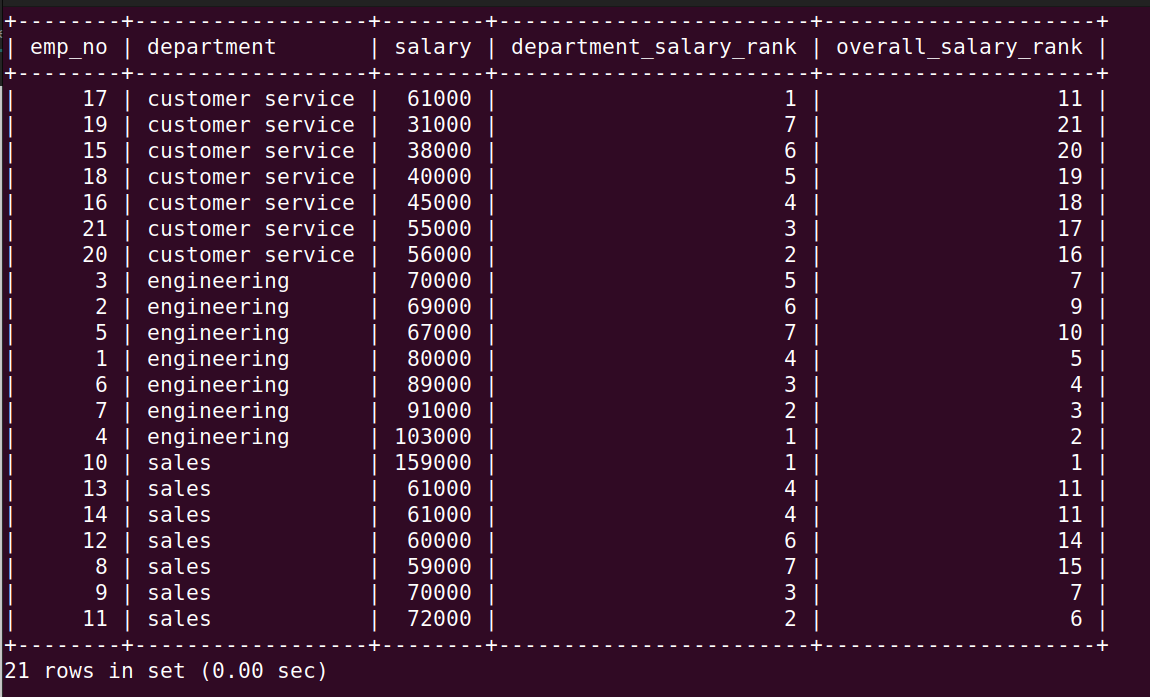 +--------+------------------+--------+------------------------+---------------------+
| emp_no | department       | salary | department_salary_rank | overall_salary_rank |
+--------+------------------+--------+------------------------+---------------------+
|     17 | customer service |  61000 |                      1 |                  11 |
|     19 | customer service |  31000 |                      7 |                  21 |
|     15 | customer service |  38000 |                      6 |                  20 |
|     18 | customer service |  40000 |                      5 |                  19 |
|     16 | customer service |  45000 |                      4 |                  18 |
|     21 | customer service |  55000 |                      3 |                  17 |
|     20 | customer service |  56000 |                      2 |                  16 |
|      3 | engineering      |  70000 |                      5 |                   7 |
|      2 | engineering      |  69000 |                      6 |                   9 |
|      5 | engineering      |  67000 |                      7 |                  10 |
|      1 | engineering      |  80000 |                      4 |                   5 |
|      6 | engineering      |  89000 |                      3 |                   4 |
|      7 | engineering      |  91000 |                      2 |                   3 |
|      4 | engineering      | 103000 |                      1 |                   2 |
|     10 | sales            | 159000 |                      1 |                   1 |
|     13 | sales            |  61000 |                      4 |                  11 |
|     14 | sales            |  61000 |                      4 |                  11 |
|     12 | sales            |  60000 |                      6 |                  14 |
|      8 | sales            |  59000 |                      7 |                  15 |
|      9 | sales            |  70000 |                      3 |                   7 |
|     11 | sales            |  72000 |                      2 |                   6 |
+--------+------------------+--------+------------------------+---------------------+
21 rows in set (0.00 sec)